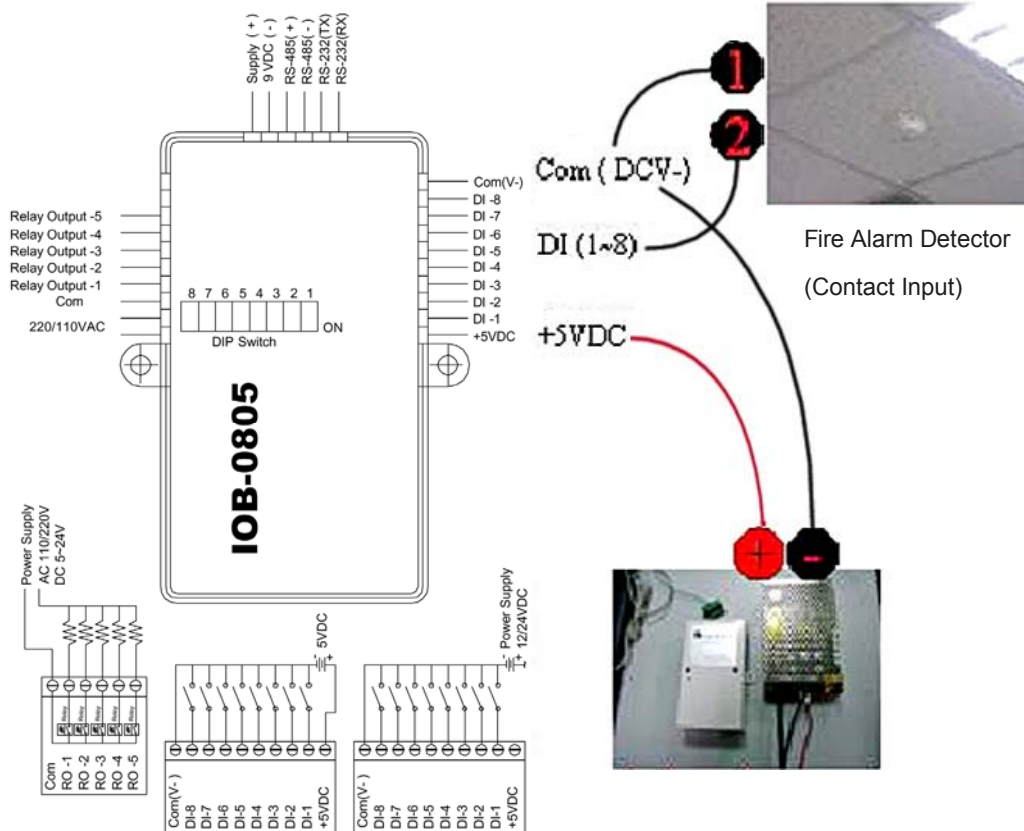 Supply ( + )
9 VDC ( - )
RS-485( + )
RS-485( - )
RS-232(TX)
RS-232(RX)
Relay Output -5
Relay Output -4
Relay Output -3
Relay Output -2
Relay Output -1
Com
220/110VAC
Com(V-)
DI -8
DI -7
DI -6
DI -5
DI -4
DI -3
DI -2
DI -1
+5VDC
8 7 6 5 4 3 2 1
ON
DIP Switch
IOB-0805
1
2
Com ( DCV-)
DI (1~8)
+5VDC
Fire Alarm Detector
(Contact Input)
+
-
Power Supply
AC 110/220V
DC 5~24V
Relay
Relay
Relay
Relay
Relay
Com
RO -1
RO -2
RO -3
RO -4
RO -5
- +
5VDC
Com(V- )
DI-8
DI-7
DI-6
DI-5
DI-4
DI-3
DI-2
DI-1
+5VDC
- +
Power Supply
12/24VDC
Com(V-)
DI-8
DI-7
DI-6
DI-5
DI-4
DI-3
DI-2
DI-1
+5VDC